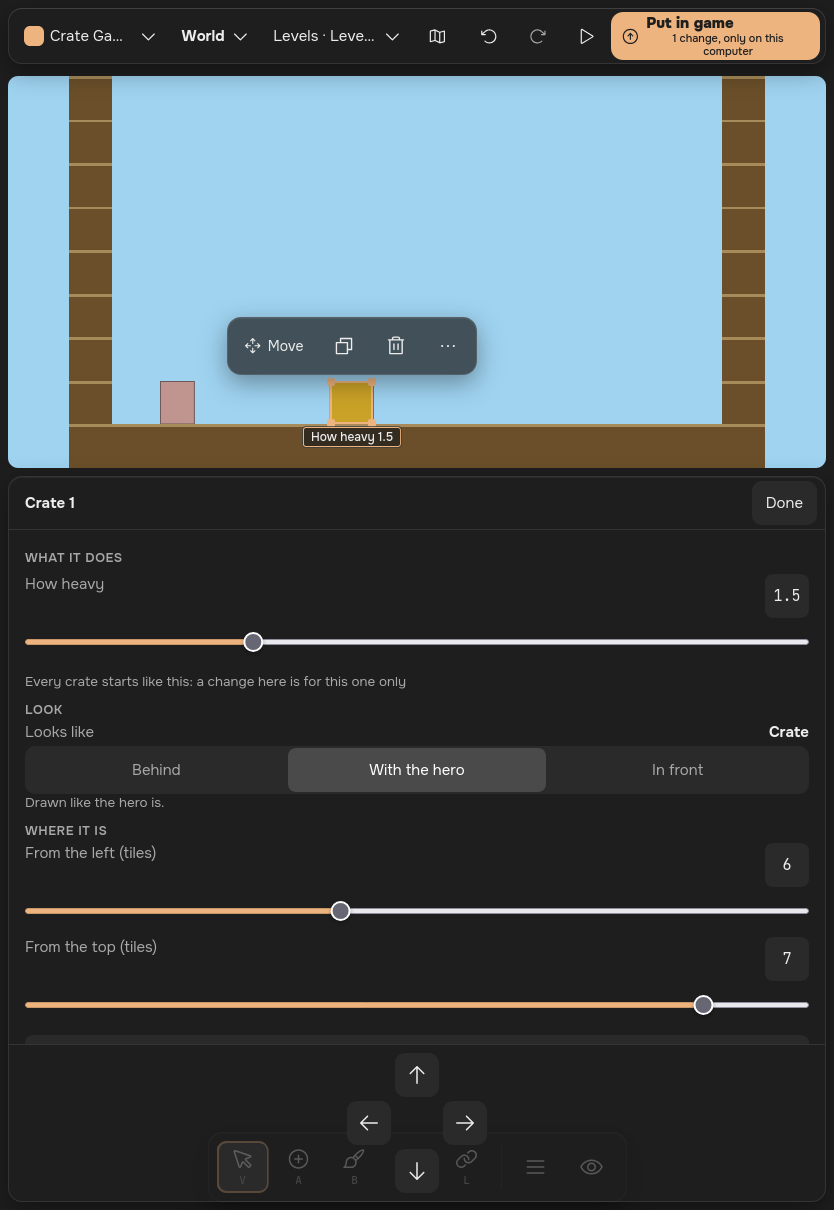 Crate Ga...
World
Levels · Leve...
Put in game
1 change, only on this
computer
Move
How heavy 1.5
Crate 1
Done
WHAT IT DOES
How heavy
1.5
Every crate starts like this: a change here is for this one only
LOOK
Looks like
Crate
Behind
With the hero
In front
Drawn like the hero is.
WHERE IT IS
From the left (tiles)
6
From the top (tiles)
7
V
A
B
L